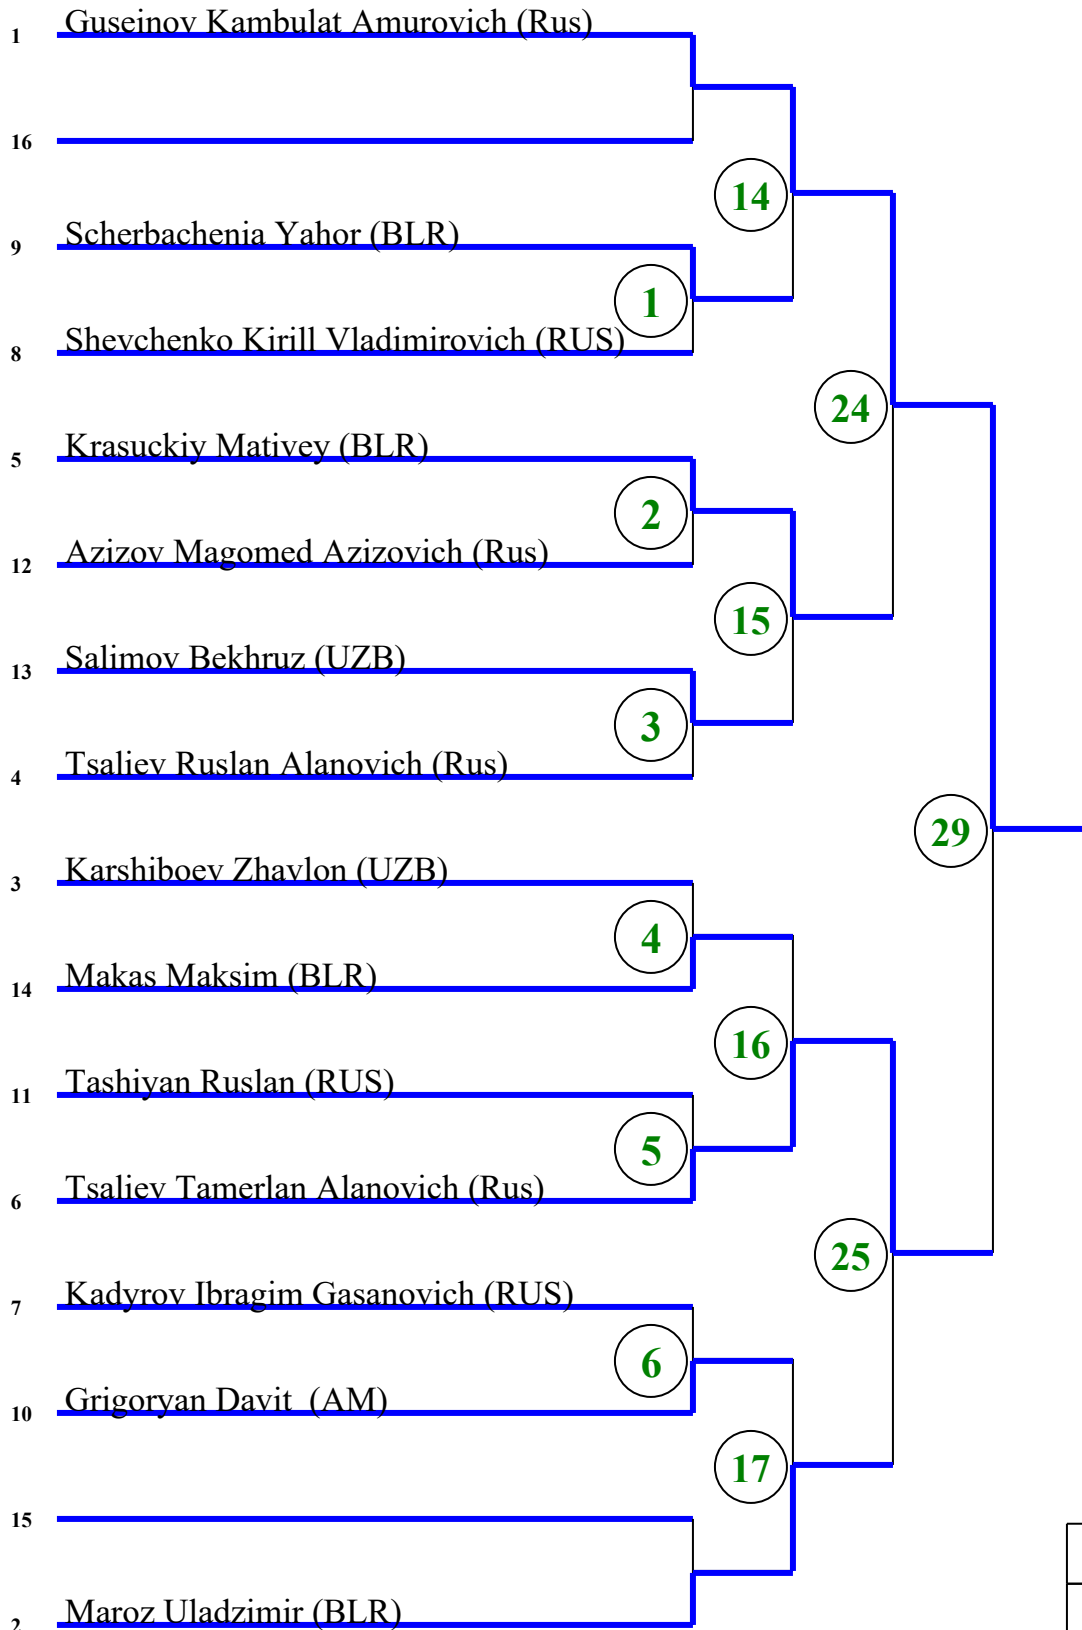 1 Guseinov Kambulat Amurovich (Rus)
16
14
9 Scherbachenia Yahor (BLR)
1
8 Shevchenko Kirill Vladimirovich (RUS)
24
5 Krasuckiy Mativey (BLR)
2
12 Azizov Magomed Azizovich (Rus)
15
13 Salimov Bekhruz (UZB)
3
4 Tsaliev Ruslan Alanovich (Rus)
29
3 Karshiboev Zhavlon (UZB)
4
14 Makas Maksim (BLR)
16
11 Tashiyan Ruslan (RUS)
5
6 Tsaliev Tamerlan Alanovich (Rus)
25
7 Kadyrov Ibragim Gasanovich (RUS)
6
10 Grigoryan Davit (AM)
17
15
2 Maroz Uladzimir (BLR)